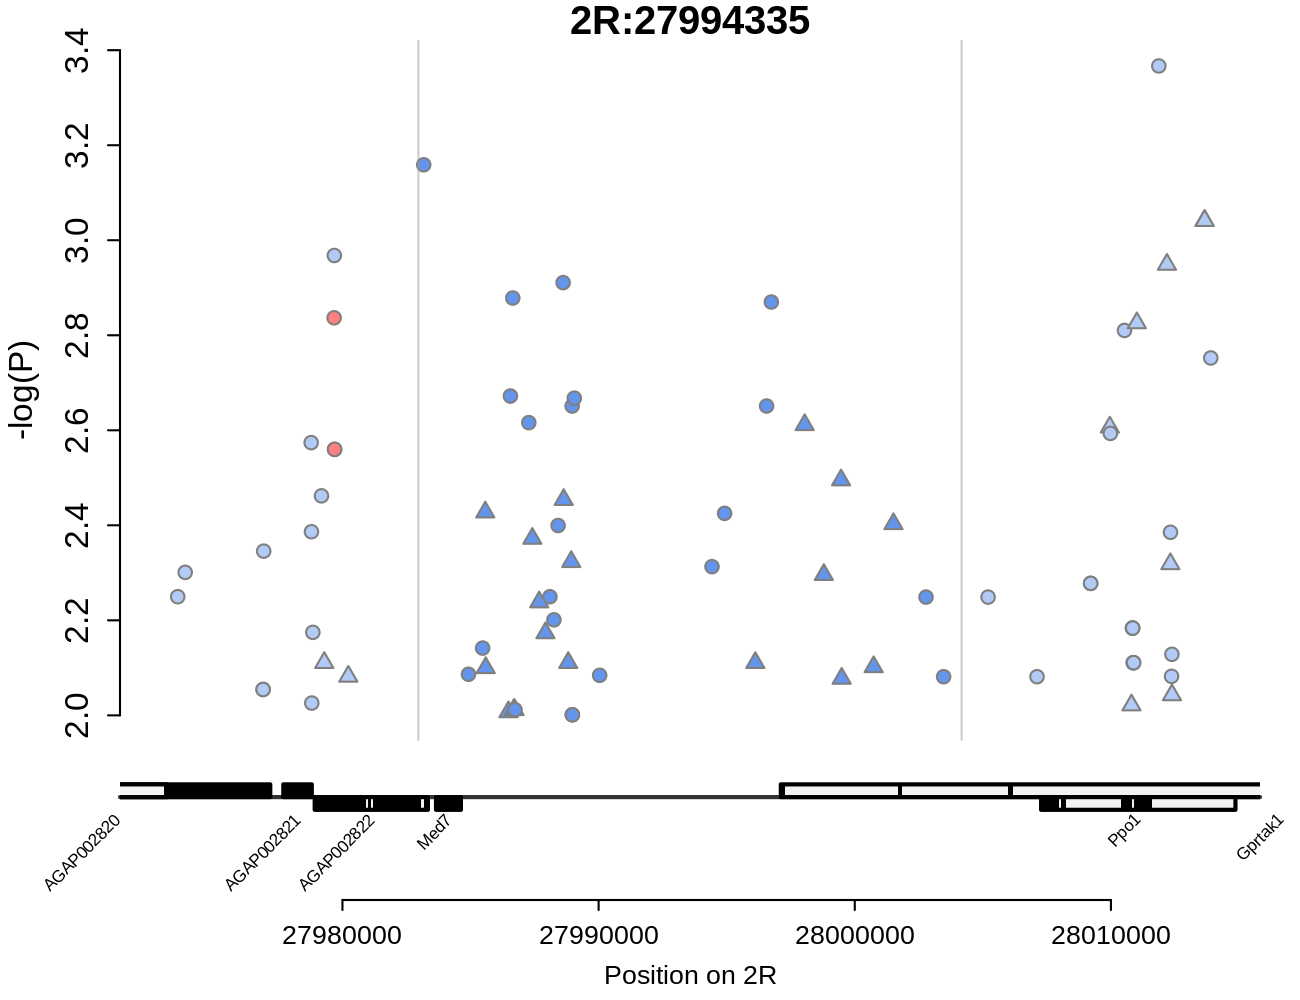 2R:27994335
3.4
3.2
3.0
2.8
2.6
2.4
2.2
2.0
-log(P)
AGAP002820
AGAP002821
AGAP002822
Med7
Ppo1
Gprtak1
27980000 27990000 28000000 28010000
Position on 2R